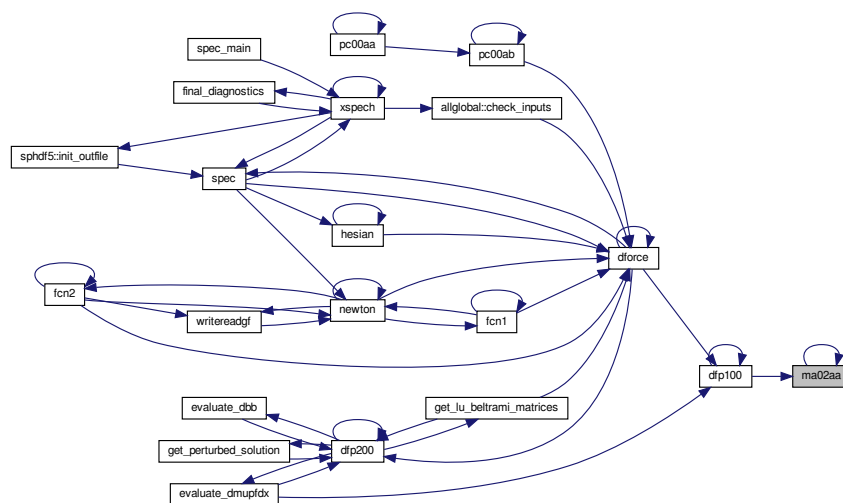 spec_main
pc00aa
pc00ab
final_diagnostics
xspech
allglobal::check_inputs
sphdf5::init_outfile
spec
hesian
dforce
fcn2
newton
writereadgf
fcn1
dfp100
ma02aa
evaluate_dbb
get_lu_beltrami_matrices
get_perturbed_solution
dfp200
evaluate_dmupfdx